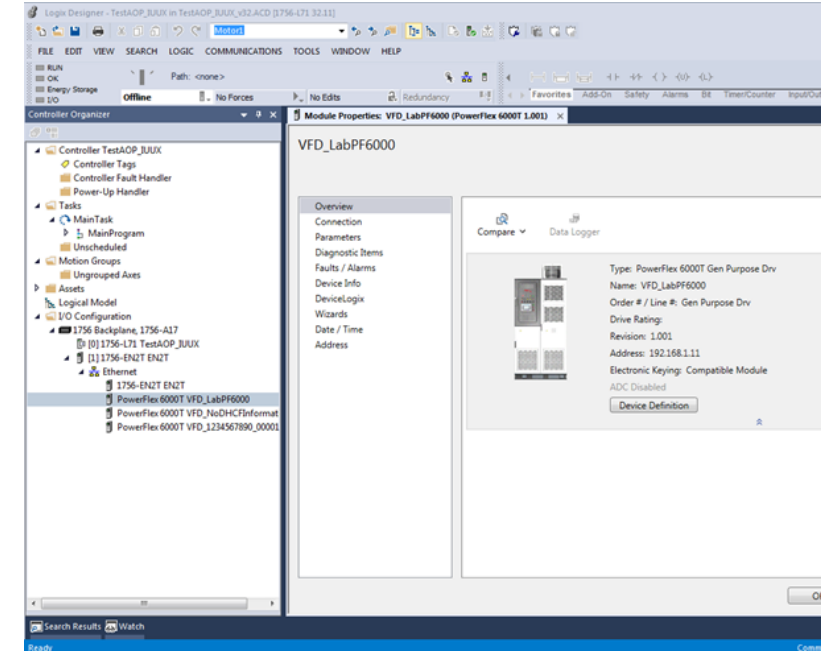 Logix Designer - TestAOP_IUUX in TestAOP_IUUX_v32.ACD [1756-L71 32.11]
Motor1
FILE EDIT VIEW SEARCH LOGIC COMMUNICATIONS TOOLS WINDOW HELP
RUN
OK
Energy Storage
I/O
Path: <none>
Offline
No Forces
No Edits
Redundancy
Favorites Add-On Safety Alarms Bit Timer/Counter Input/Out
Controller Organizer
Controller TestAOP_IUUX
Controller Tags
Controller Fault Handler
Power-Up Handler
Tasks
MainTask
MainProgram
Unscheduled
Motion Groups
Ungrouped Axes
Assets
Logical Model
I/O Configuration
1756 Backplane, 1756-A17
[0] 1756-L71 TestAOP_IUUX
[1] 1756-EN2T EN2T
Ethernet
1756-EN2T EN2T
PowerFlex 6000T VFD_LabPF6000
PowerFlex 6000T VFD_NoDHCFInformat
PowerFlex 6000T VFD_1234567890_00001
Module Properties: VFD_LabPF6000 (PowerFlex 6000T 1.001)
VFD_LabPF6000
Overview
Connection
Parameters
Diagnostic Items
Faults / Alarms
Device Info
DeviceLogix
Wizards
Date / Time
Address
Compare
Data Logger
Type: PowerFlex 6000T Gen Purpose Drv
Name: VFD_LabPF6000
Order # / Line #: Gen Purpose Drv
Drive Rating:
Revision: 1.001
Address: 192.168.1.11
Electronic Keying: Compatible Module
ADC Disabled
Device Definition
Search Results
Watch
Ready
Comm